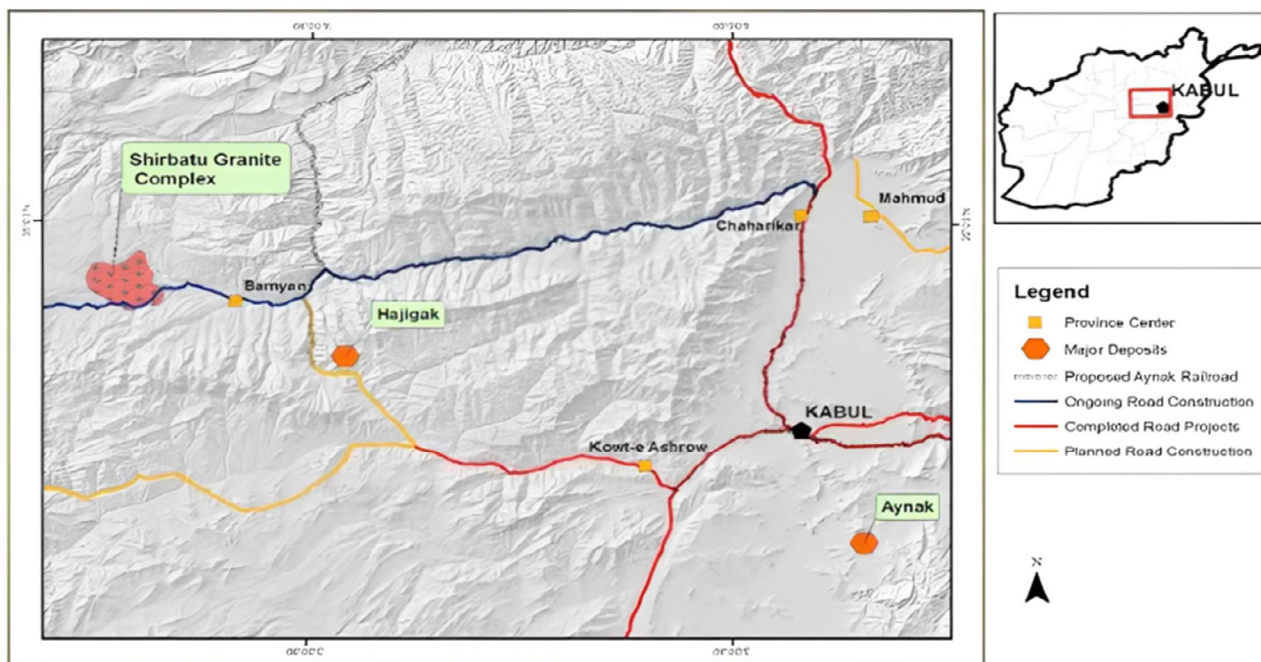 Shirbatu Granite
Complex
Bamyan
Hajigak
Chaharikar
Mahmud
KABUL
Kowt-e Ashrow
Aynak
KABUL
Legend
Province Center
Major Deposits
Proposed Aynak Railroad
Ongoing Road Construction
Completed Road Projects
Planned Road Construction
N